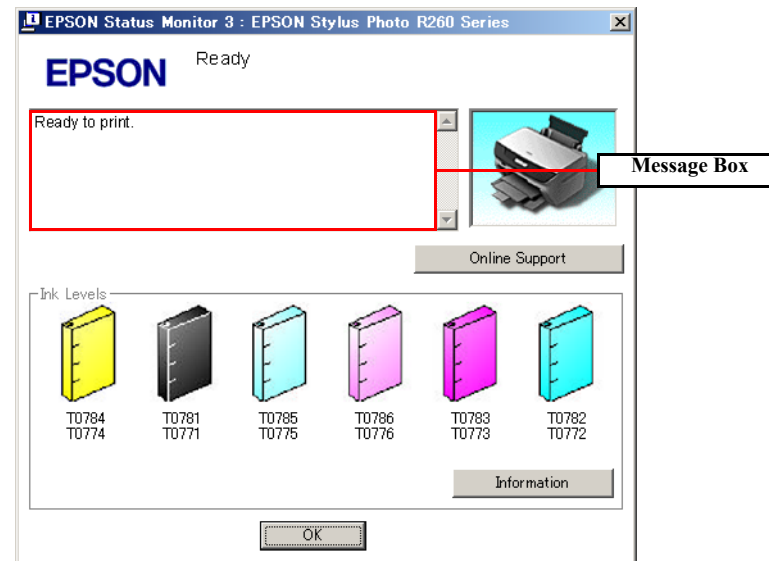 EPSON Status Monitor 3 : EPSON Stylus Photo R260 Series
EPSON
Ready
Ready to print.
Message Box
Online Support
Ink Levels
T0784 T0781 T0785 T0786 T0783 T0782
T0774 T0771 T0775 T0776 T0773 T0772
Information
OK